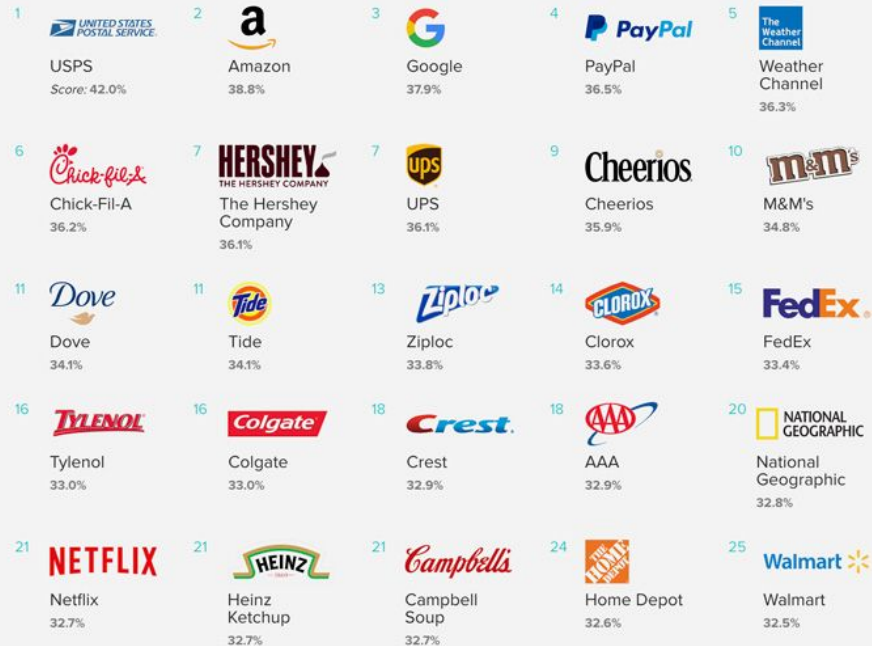 1
UNITED STATES
POSTAL SERVICE
USPS
Score: 42.0%
2
a
Amazon
38.8%
3
G
Google
37.9%
4
P PayPal
PayPal
36.5%
5
The
Weather
Channel
Weather
Channel
36.3%
6
Chick-fil-A
Chick-Fil-A
36.2%
7
HERSHEY
THE HERSHEY COMPANY
The Hershey
Company
36.1%
7
ups
UPS
36.1%
9
Cheerios
Cheerios
35.9%
10
m&m's
M&M's
34.8%
11
Dove
Dove
34.1%
11
Tide
Tide
34.1%
13
Ziploc
Ziploc
33.8%
14
CLOROX
Clorox
33.6%
15
FedEx
FedEx
33.4%
16
TYLENOL
Tylenol
33.0%
16
Colgate
Colgate
33.0%
18
Crest
Crest
32.9%
18
AAA
AAA
32.9%
20
NATIONAL
GEOGRAPHIC
National
Geographic
32.8%
21
NETFLIX
Netflix
32.7%
21
HEINZ
Heinz
Ketchup
32.7%
21
Campbell's
Campbell
Soup
32.7%
24
THE
HOME
DEPOT
Home Depot
32.6%
25
Walmart
Walmart
32.5%